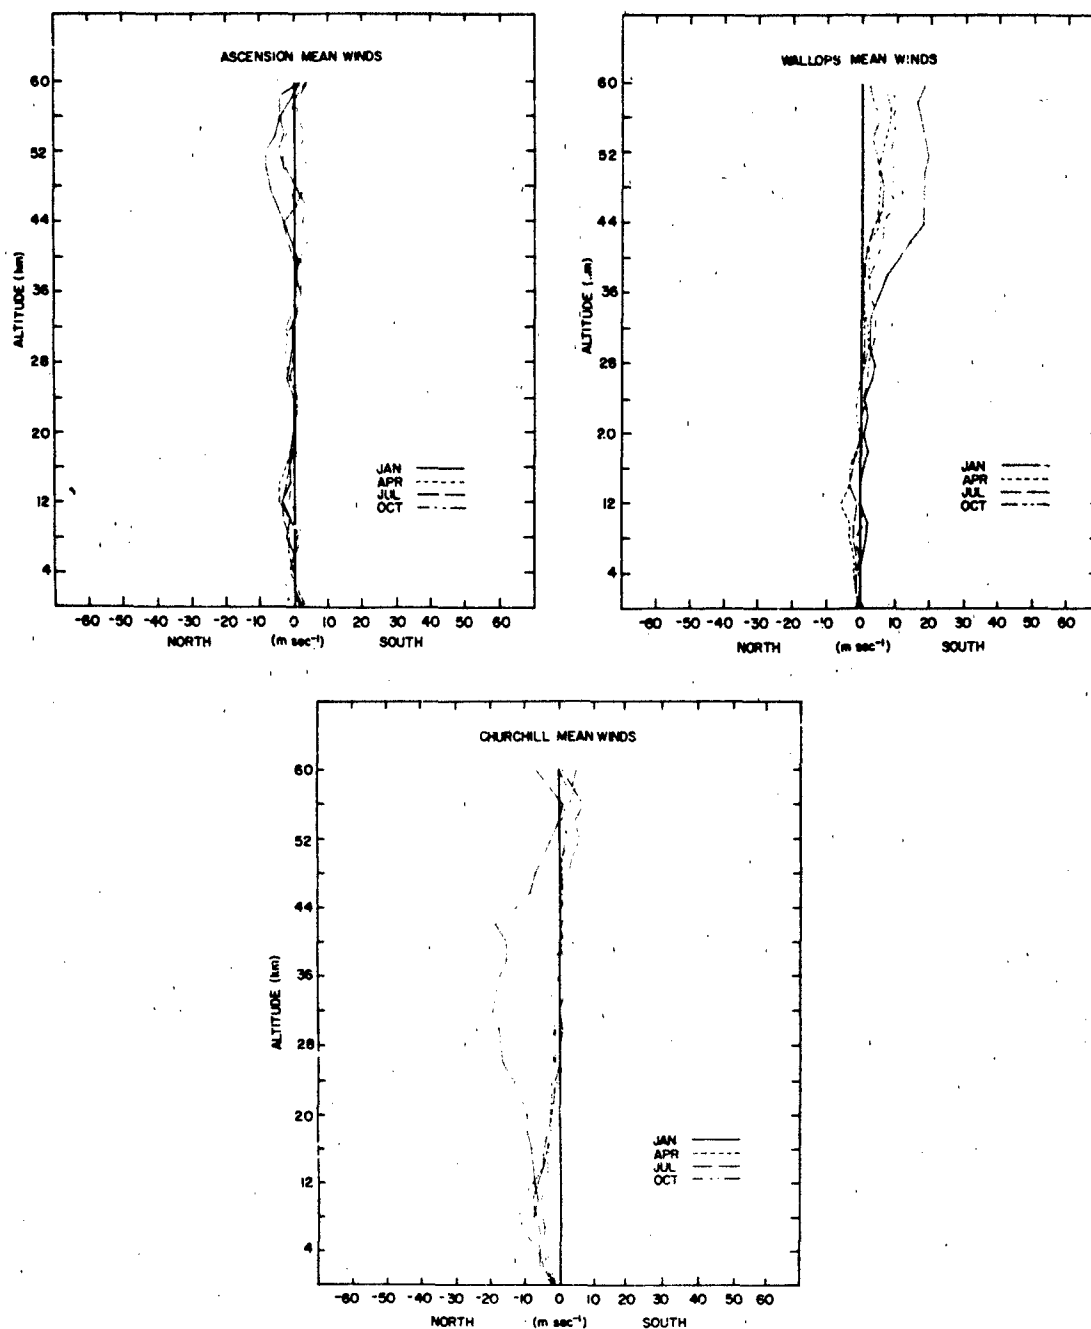 ASCENSION MEAN WINDS
60
52
44
36
28
20
12
4
ALTITUDE (km)
JAN
APR
JUL
OCT
-60 -50 -40 -30 -20 -10 0 10 20 30 40 50 60
NORTH (m sec⁻¹) SOUTH
WALLOPS MEAN WINDS
60
52
44
36
28
20
12
4
ALTITUDE (km)
JAN
APR
JUL
OCT
-60 -50 -40 -30 -20 -10 0 10 20 30 40 50 60
NORTH (m sec⁻¹) SOUTH
CHURCHILL MEAN WINDS
60
52
44
36
28
20
12
4
ALTITUDE (km)
JAN
APR
JUL
OCT
-60 -50 -40 -30 -20 -10 0 10 20 30 40 50 60
NORTH (m sec⁻¹) SOUTH